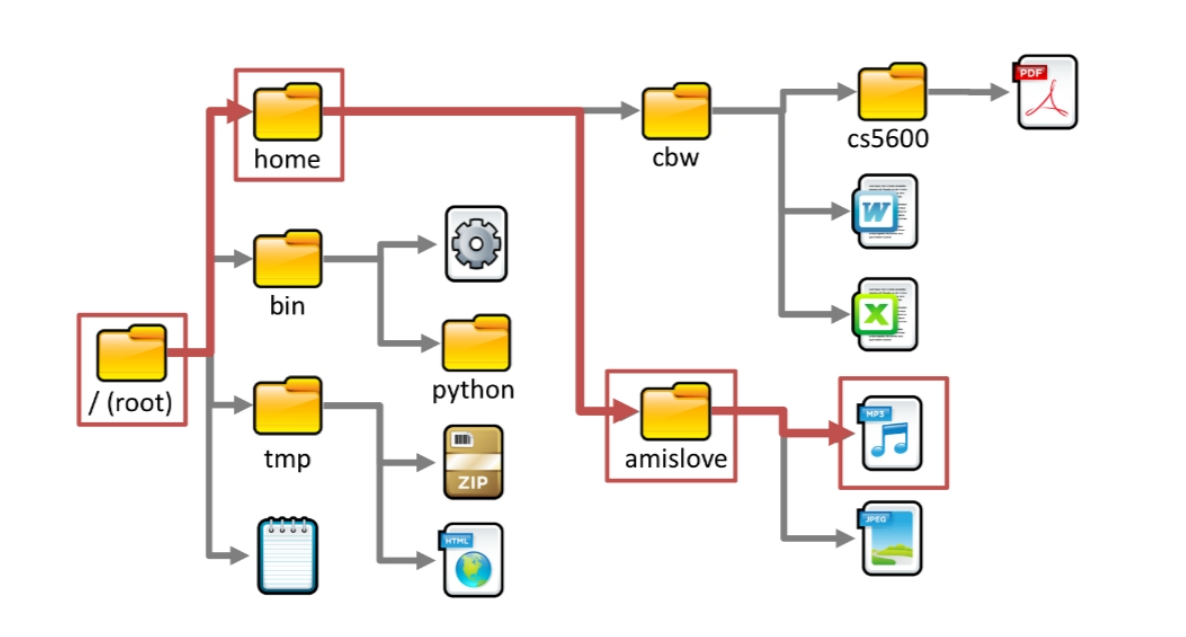 home
cbw
cs5600
PDF
W
X
bin
python
/ (root)
tmp
ZIP
HTML
amislove
MP3
JPEG